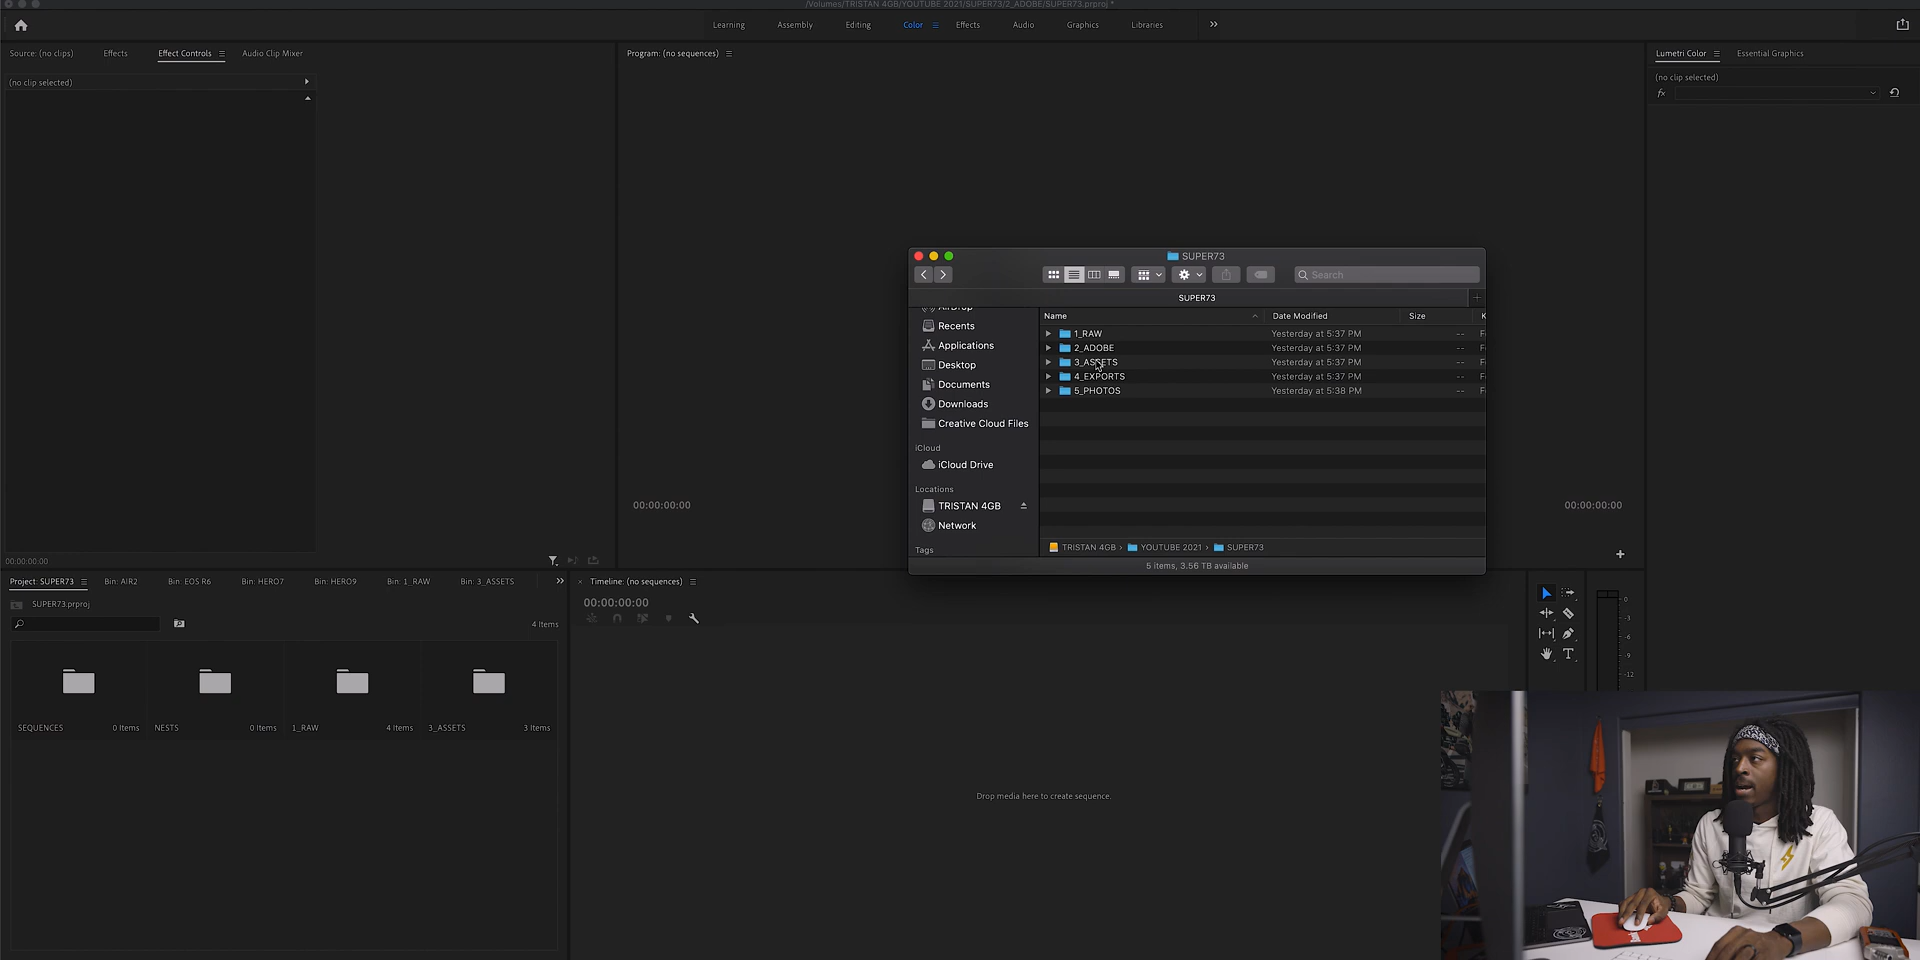 /Volumes/TRISTAN 4GB/YOUTUBE 2021/SUPER73/2_ADOBE/SUPER73.prproj *
Learning Assembly Editing Color Effects Audio Graphics Libraries
Source: (no clips) Effects Effect Controls Audio Clip Mixer
(no clip selected)
Program: (no sequences)
Lumetri Color Essential Graphics
(no clip selected)
fx
SUPER73
Search
SUPER73
Name Date Modified Size
AirDrop
Recents
Applications
Desktop
Documents
Downloads
Creative Cloud Files
iCloud
iCloud Drive
Locations
TRISTAN 4GB
Network
Tags
1_RAW Yesterday at 5:37 PM --
2_ADOBE Yesterday at 5:37 PM --
3_ASSETS Yesterday at 5:37 PM --
4_EXPORTS Yesterday at 5:37 PM --
5_PHOTOS Yesterday at 5:38 PM --
TRISTAN 4GB › YOUTUBE 2021 › SUPER73
5 items, 3.56 TB available
00:00:00:00
00:00:00:00
00:00:00:00
Project: SUPER73 Bin: AIR2 Bin: EOS R6 Bin: HERO7 Bin: HERO9 Bin: 1_RAW Bin: 3_ASSETS
SUPER73.prproj
4 Items
SEQUENCES 0 Items
NESTS 0 Items
1_RAW 4 Items
3_ASSETS 3 Items
Timeline: (no sequences)
00:00:00:00
Drop media here to create sequence.
0
-3
-6
-9
-12